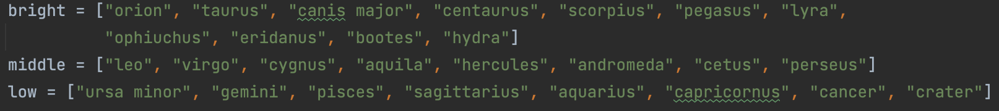 bright = ["orion", "taurus", "canis major", "centaurus", "scorpius", "pegasus", "lyra",
"ophiuchus", "eridanus", "bootes", "hydra"]
middle = ["leo", "virgo", "cygnus", "aquila", "hercules", "andromeda", "cetus", "perseus"]
low = ["ursa minor", "gemini", "pisces", "sagittarius", "aquarius", "capricornus", "cancer", "crater"]